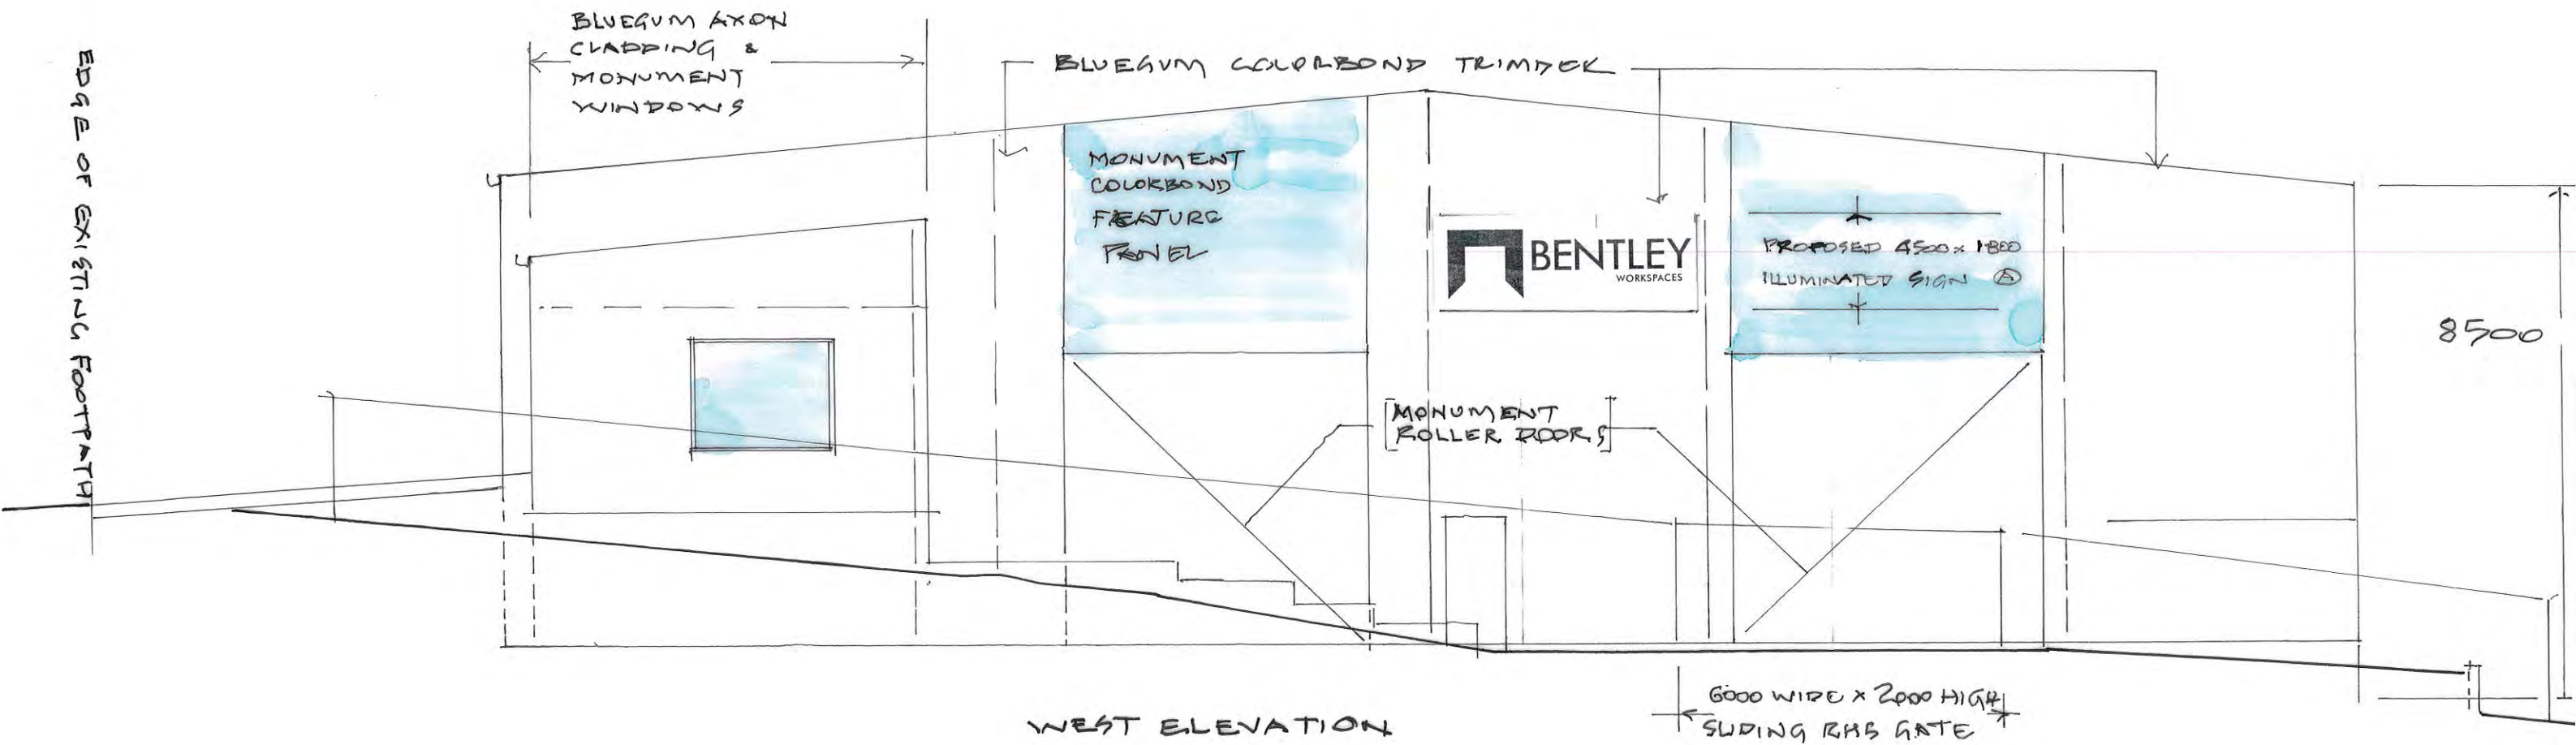 EDGE OF EXISTING FOOTPATH
BLUEGUM AXON
CLADDING &
MONUMENT
WINDOWS
BLUEGUM COLORBOND TRIMDEK
MONUMENT
COLORBOND
FEATURE
PANEL
BENTLEY
WORKSPACES
PROPOSED 4500 x 1800
ILLUMINATED SIGN A
8500
MONUMENT
ROLLER DOORS
6000 WIDE x 2000 HIGH
SLIDING RHS GATE
WEST ELEVATION